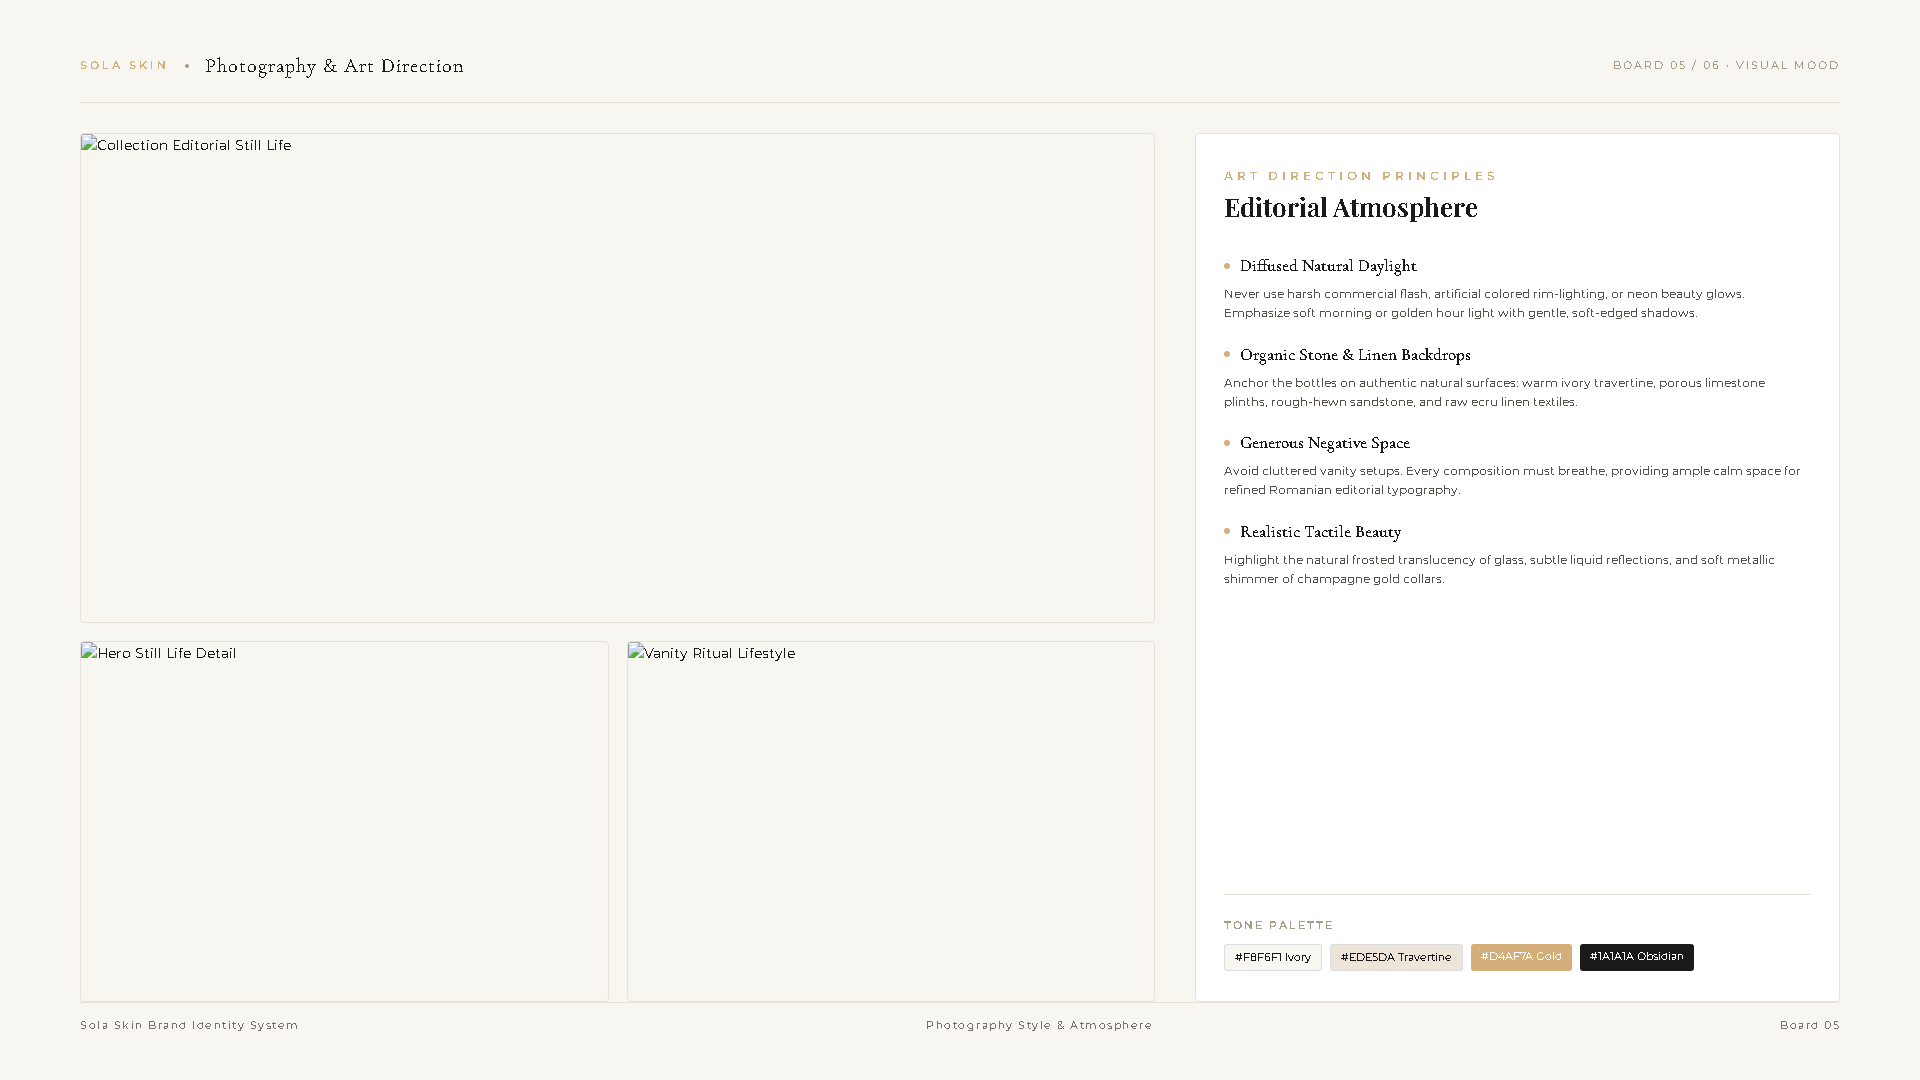 SOLA SKIN • Photography & Art Direction
BOARD 05 / 06 · VISUAL MOOD
Collection Editorial Still Life
Hero Still Life Detail
Vanity Ritual Lifestyle
ART DIRECTION PRINCIPLES
Editorial Atmosphere
Diffused Natural Daylight
Never use harsh commercial flash, artificial colored rim-lighting, or neon beauty glows.
Emphasize soft morning or golden hour light with gentle, soft-edged shadows.
Organic Stone & Linen Backdrops
Anchor the bottles on authentic natural surfaces: warm ivory travertine, porous limestone
plinths, rough-hewn sandstone, and raw ecru linen textiles.
Generous Negative Space
Avoid cluttered vanity setups. Every composition must breathe, providing ample calm space for
refined Romanian editorial typography.
Realistic Tactile Beauty
Highlight the natural frosted translucency of glass, subtle liquid reflections, and soft metallic
shimmer of champagne gold collars.
TONE PALETTE
#F8F6F1 Ivory
#EDE5DA Travertine
#D4AF7A Gold
#1A1A1A Obsidian
Sola Skin Brand Identity System
Photography Style & Atmosphere
Board 05